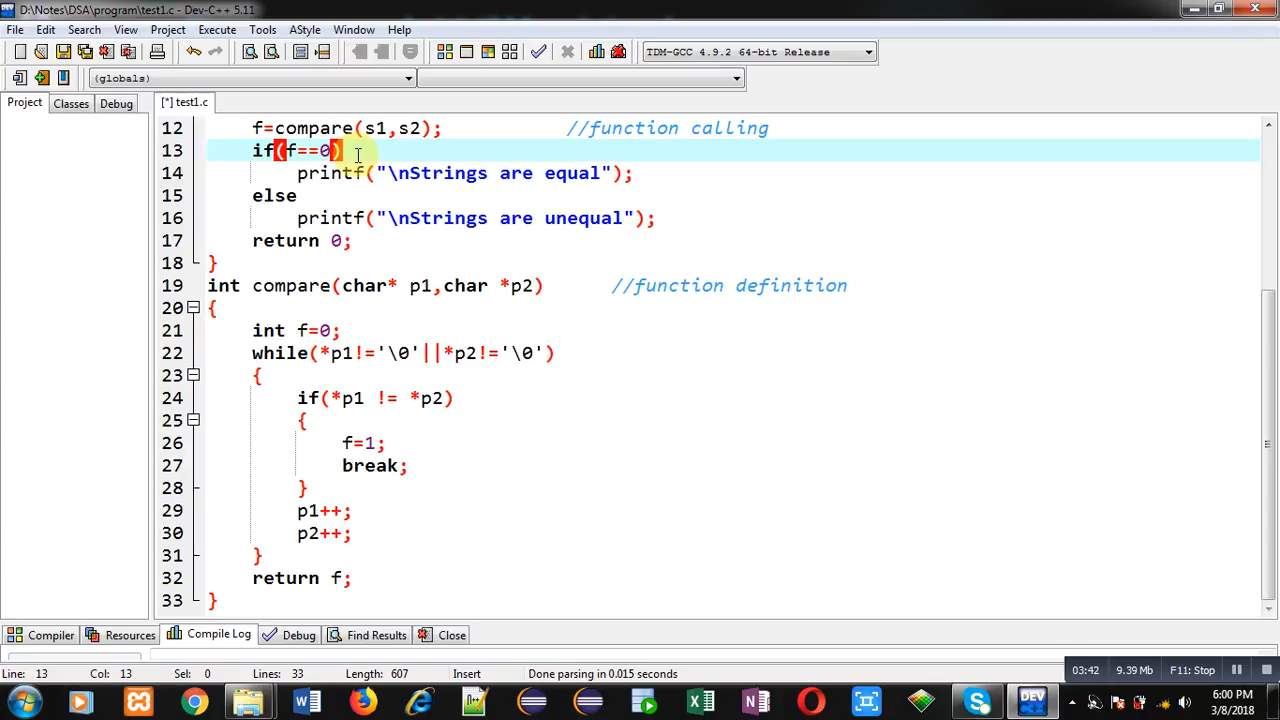 D:\Notes\DSA\program\test1.c - Dev-C++ 5.11
File Edit Search View Project Execute Tools AStyle Window Help
TDM-GCC 4.9.2 64-bit Release
(globals)
Project Classes Debug [*] test1.c
12 f=compare(s1,s2); //function calling
13 if(f==0)
14 printf("\nStrings are equal");
15 else
16 printf("\nStrings are unequal");
17 return 0;
18 }
19 int compare(char* p1,char *p2) //function definition
20 {
21 int f=0;
22 while(*p1!='\0'||*p2!='\0')
23 {
24 if(*p1 != *p2)
25 {
26 f=1;
27 break;
28 }
29 p1++;
30 p2++;
31 }
32 return f;
33 }
Compiler Resources Compile Log Debug Find Results Close
Line: 13 Col: 13 Sel: 0 Lines: 33 Length: 607 Insert Done parsing in 0.015 seconds
03:42 9.39 Mb F11: Stop
DEV
6:00 PM
3/8/2018